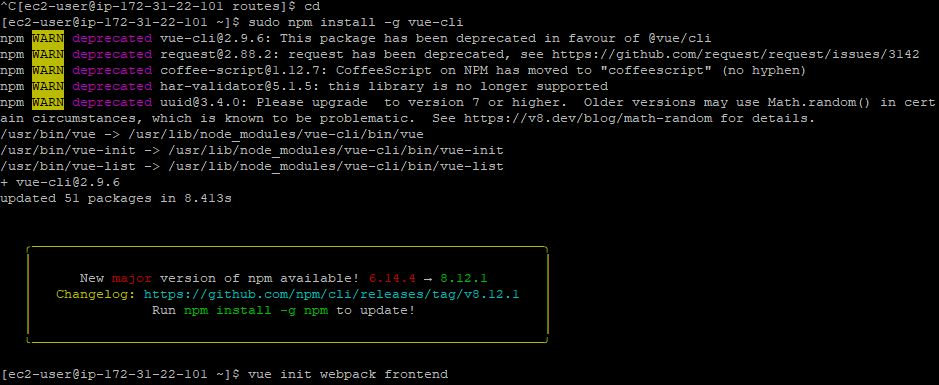 ^C[ec2-user@ip-172-31-22-101 routes]$ cd
[ec2-user@ip-172-31-22-101 ~]$ sudo npm install -g vue-cli
npm WARN deprecated vue-cli@2.9.6: This package has been deprecated in favour of @vue/cli
npm WARN deprecated request@2.88.2: request has been deprecated, see https://github.com/request/request/issues/3142
npm WARN deprecated coffee-script@1.12.7: CoffeeScript on NPM has moved to "coffeescript" (no hyphen)
npm WARN deprecated har-validator@5.1.5: this library is no longer supported
npm WARN deprecated uuid@3.4.0: Please upgrade  to version 7 or higher.  Older versions may use Math.random() in cert
ain circumstances, which is known to be problematic.  See https://v8.dev/blog/math-random for details.
/usr/bin/vue -> /usr/lib/node_modules/vue-cli/bin/vue
/usr/bin/vue-init -> /usr/lib/node_modules/vue-cli/bin/vue-init
/usr/bin/vue-list -> /usr/lib/node_modules/vue-cli/bin/vue-list
+ vue-cli@2.9.6
updated 51 packages in 8.413s
New major version of npm available! 6.14.4 → 8.12.1
Changelog: https://github.com/npm/cli/releases/tag/v8.12.1
Run npm install -g npm to update!
[ec2-user@ip-172-31-22-101 ~]$ vue init webpack frontend